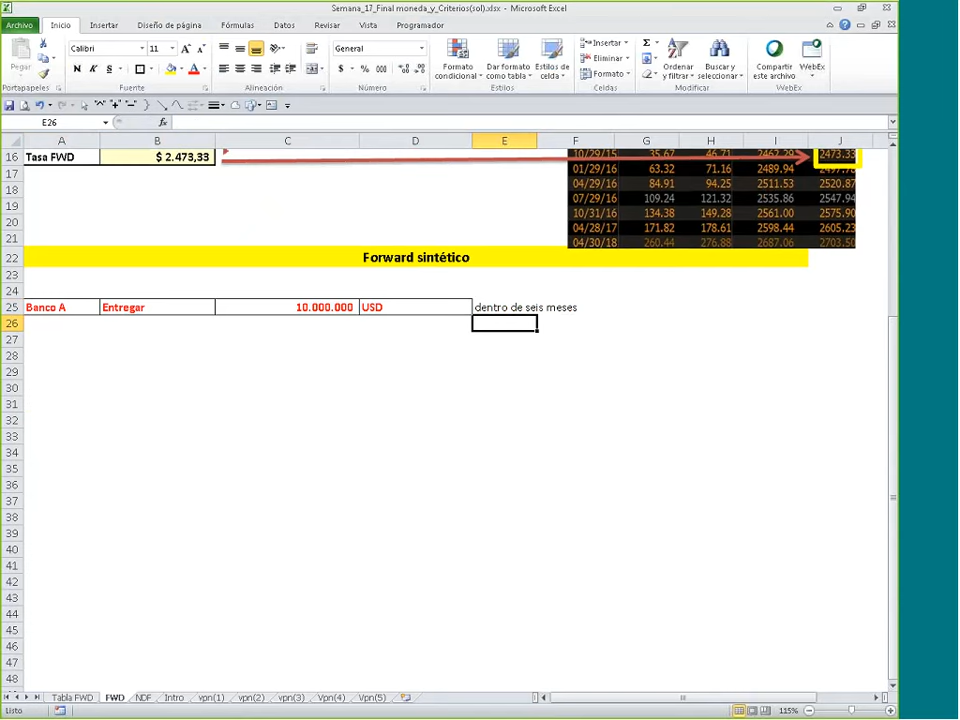 Semana_17_Final moneda_y_Criterios(sol).xlsx - Microsoft Excel
Archivo Inicio Insertar Diseño de página Fórmulas Datos Revisar Vista Programador
Pegar
Calibri 11 General
N K S
$ % 000
Formato condicional
Dar formato como tabla
Estilos de celda
Insertar
Eliminar
Formato
Ordenar y filtrar
Buscar y seleccionar
Compartir este archivo
WebEx
Portapapeles Fuente Alineación Número Estilos Celdas Modificar WebEx
E26 fx
A B C D E F G H I J
16 Tasa FWD $ 2.473,33 10/29/15 35.67 46.71 2462.29 2473.33
17 01/29/16 63.32 71.16 2489.94 2497.78
18 04/29/16 84.91 94.25 2511.53 2520.87
19 07/29/16 109.24 121.32 2535.86 2547.94
20 10/31/16 134.38 149.28 2561.00 2575.90
21 04/28/17 171.82 178.61 2598.44 2605.23
04/30/18 260.44 276.88 2687.06 2703.50
22 Forward sintético
23
24
25 Banco A Entregar 10.000.000 USD dentro de seis meses
26
27
28
29
30
31
32
33
34
35
36
37
38
39
40
41
42
43
44
45
46
47
48
Tabla FWD FWD NDF Intro vpn(1) vpn(2) vpn(3) Vpn(4) Vpn(5)
Listo 115%